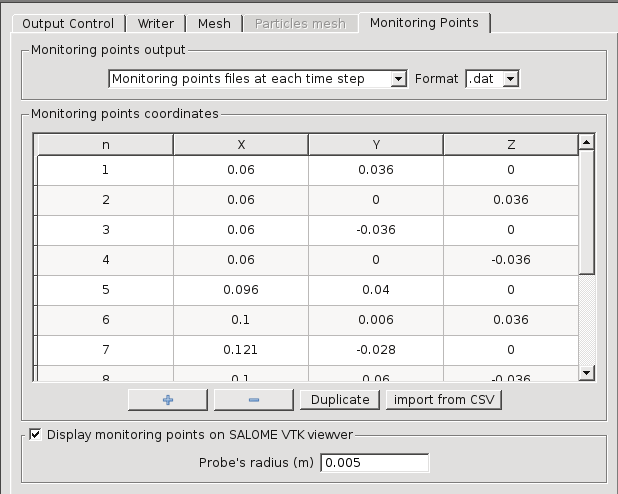 Output Control Writer Mesh Particles mesh Monitoring Points
Monitoring points output
Monitoring points files at each time step Format .dat
Monitoring points coordinates
n X Y Z
1 0.06 0.036 0
2 0.06 0 0.036
3 0.06 -0.036 0
4 0.06 0 -0.036
5 0.096 0.04 0
6 0.1 0.006 0.036
7 0.121 -0.028 0
8 0.1 0.06 -0.036
+ − Duplicate import from CSV
Display monitoring points on SALOME VTK viewver
Probe's radius (m) 0.005